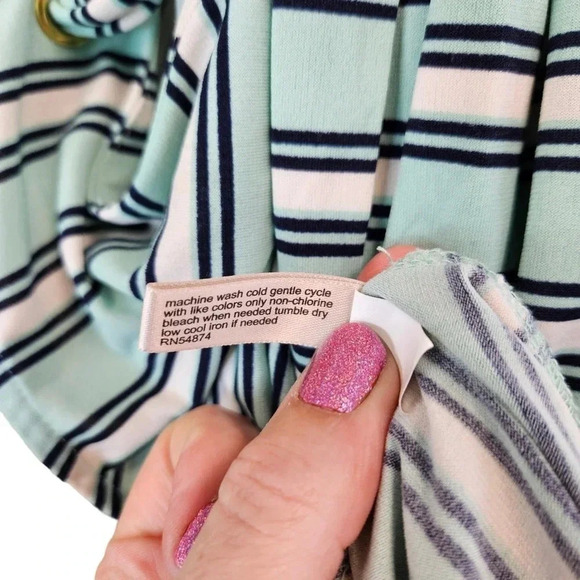 machine wash cold gentle cycle
with like colors only non-chlorine
bleach when needed tumble dry
low cool iron if needed
RN54874